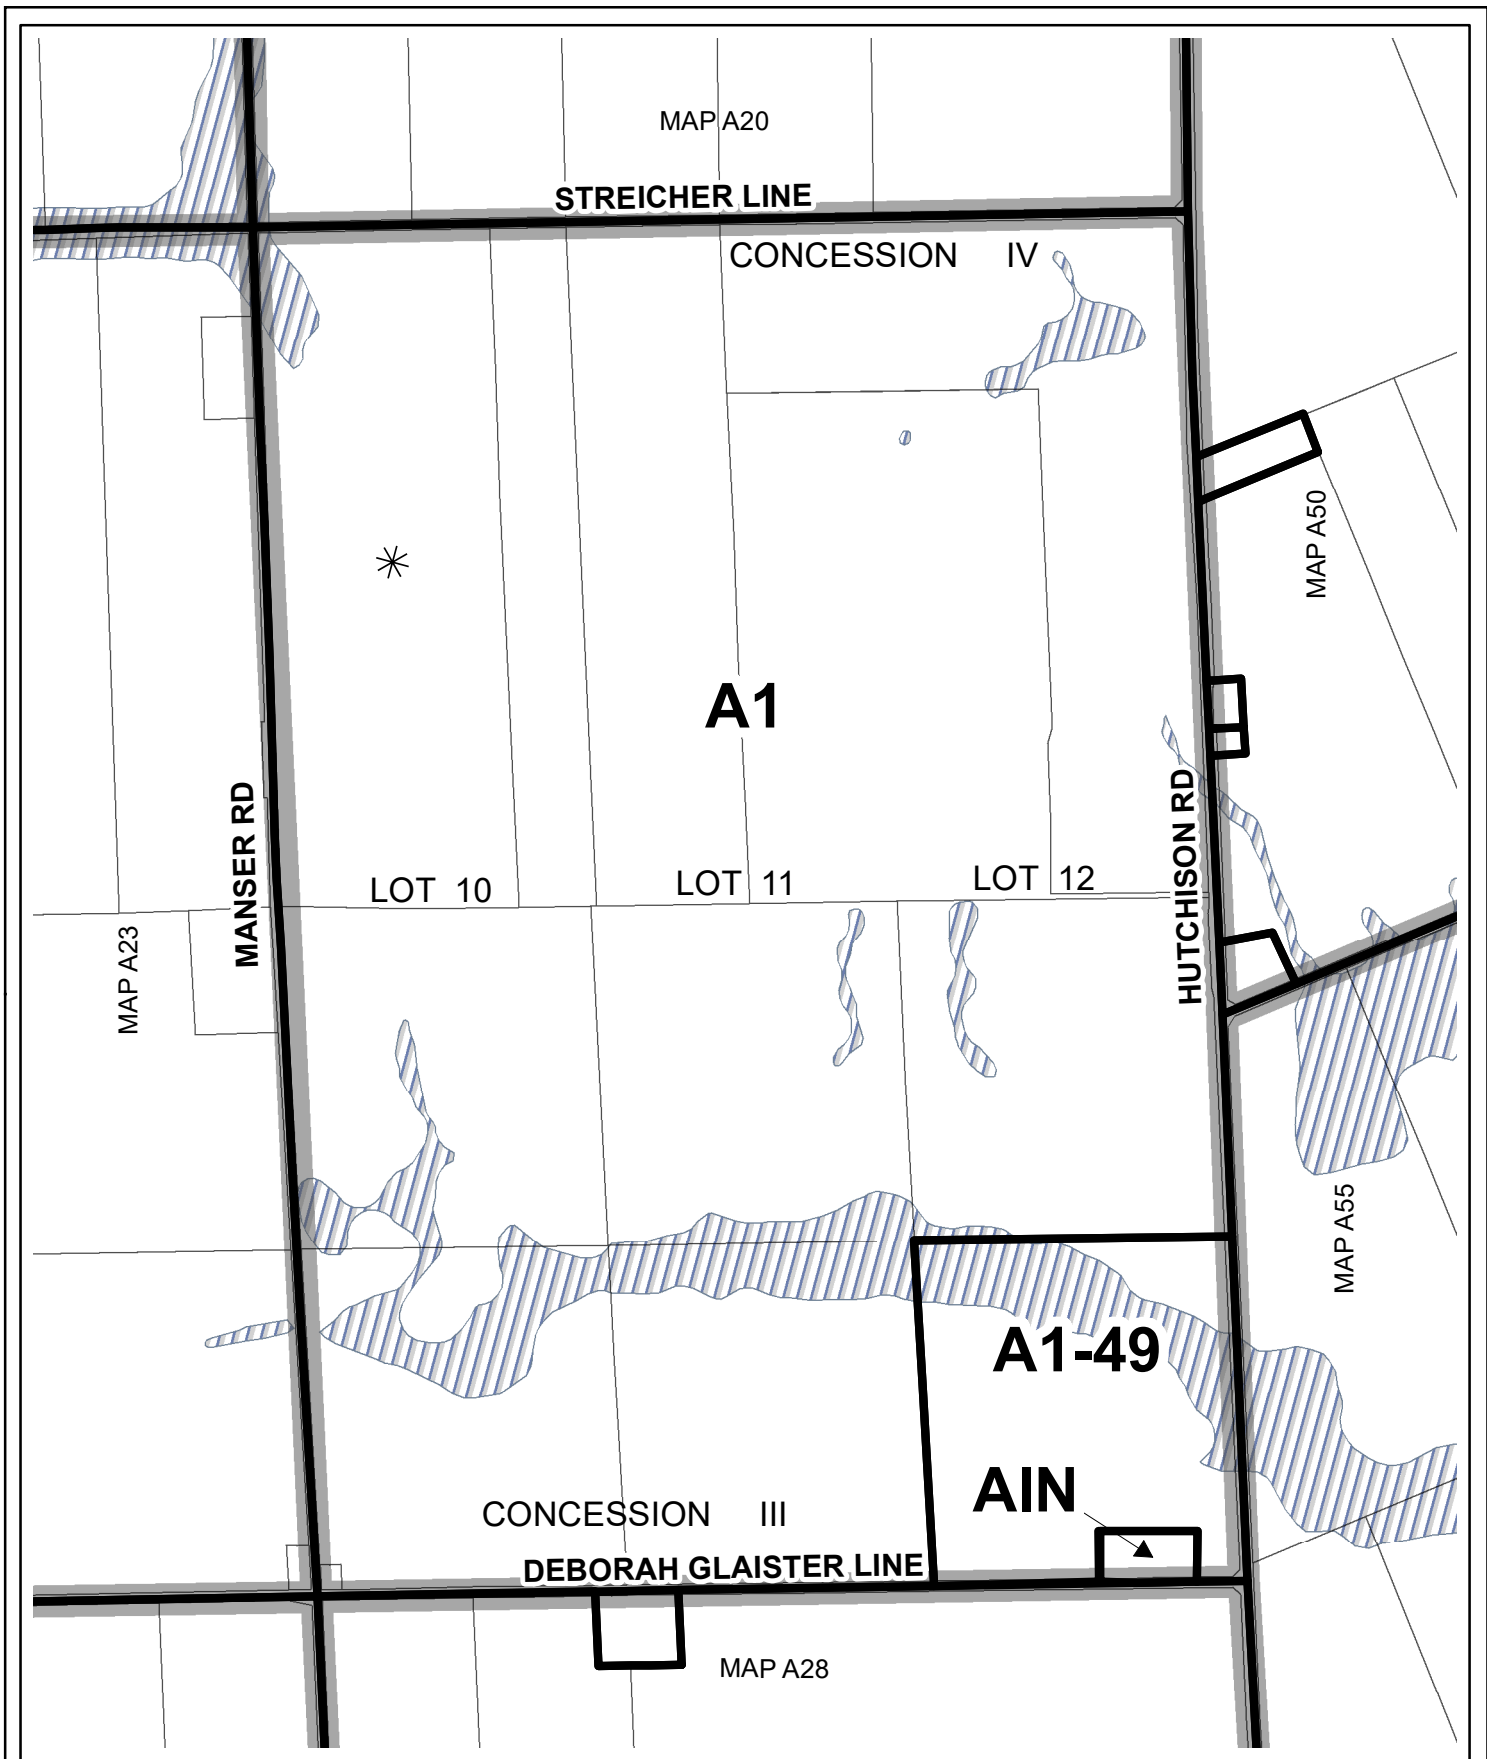 MAP A20
STREICHER LINE
CONCESSION IV
MAP A50
A1
MANSER RD
HUTCHISON RD
LOT 10
LOT 11
LOT 12
MAP A23
MAP A55
A1-49
AIN
CONCESSION III
DEBORAH GLAISTER LINE
MAP A28